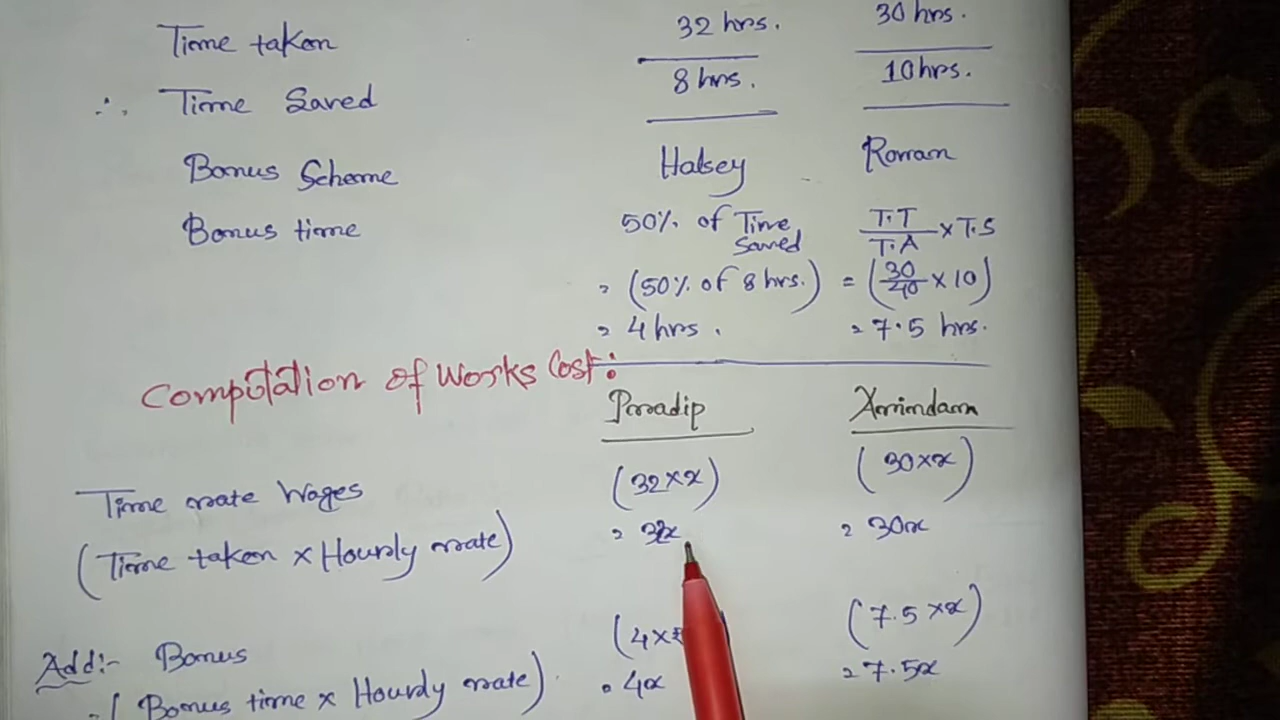 Time taken 32 hrs. 30 hrs.
∴ Time Saved 8 hrs. 10 hrs.
Bonus Scheme Halsey Rowan
Bonus time 50% of Time Saved T.T/T.A × T.S
= (50% of 8 hrs.) = (30/40 × 10)
= 4 hrs. = 7.5 hrs.
Computation of Works Cost:
Pradip Arindam
Time rate Wages (32 × x) (30 × x)
(Time taken × Hourly rate) = 32x = 30x
Add:- Bonus (4 × (7.5 × x)
(Bonus time × Hourly rate) = 4x = 7.5x